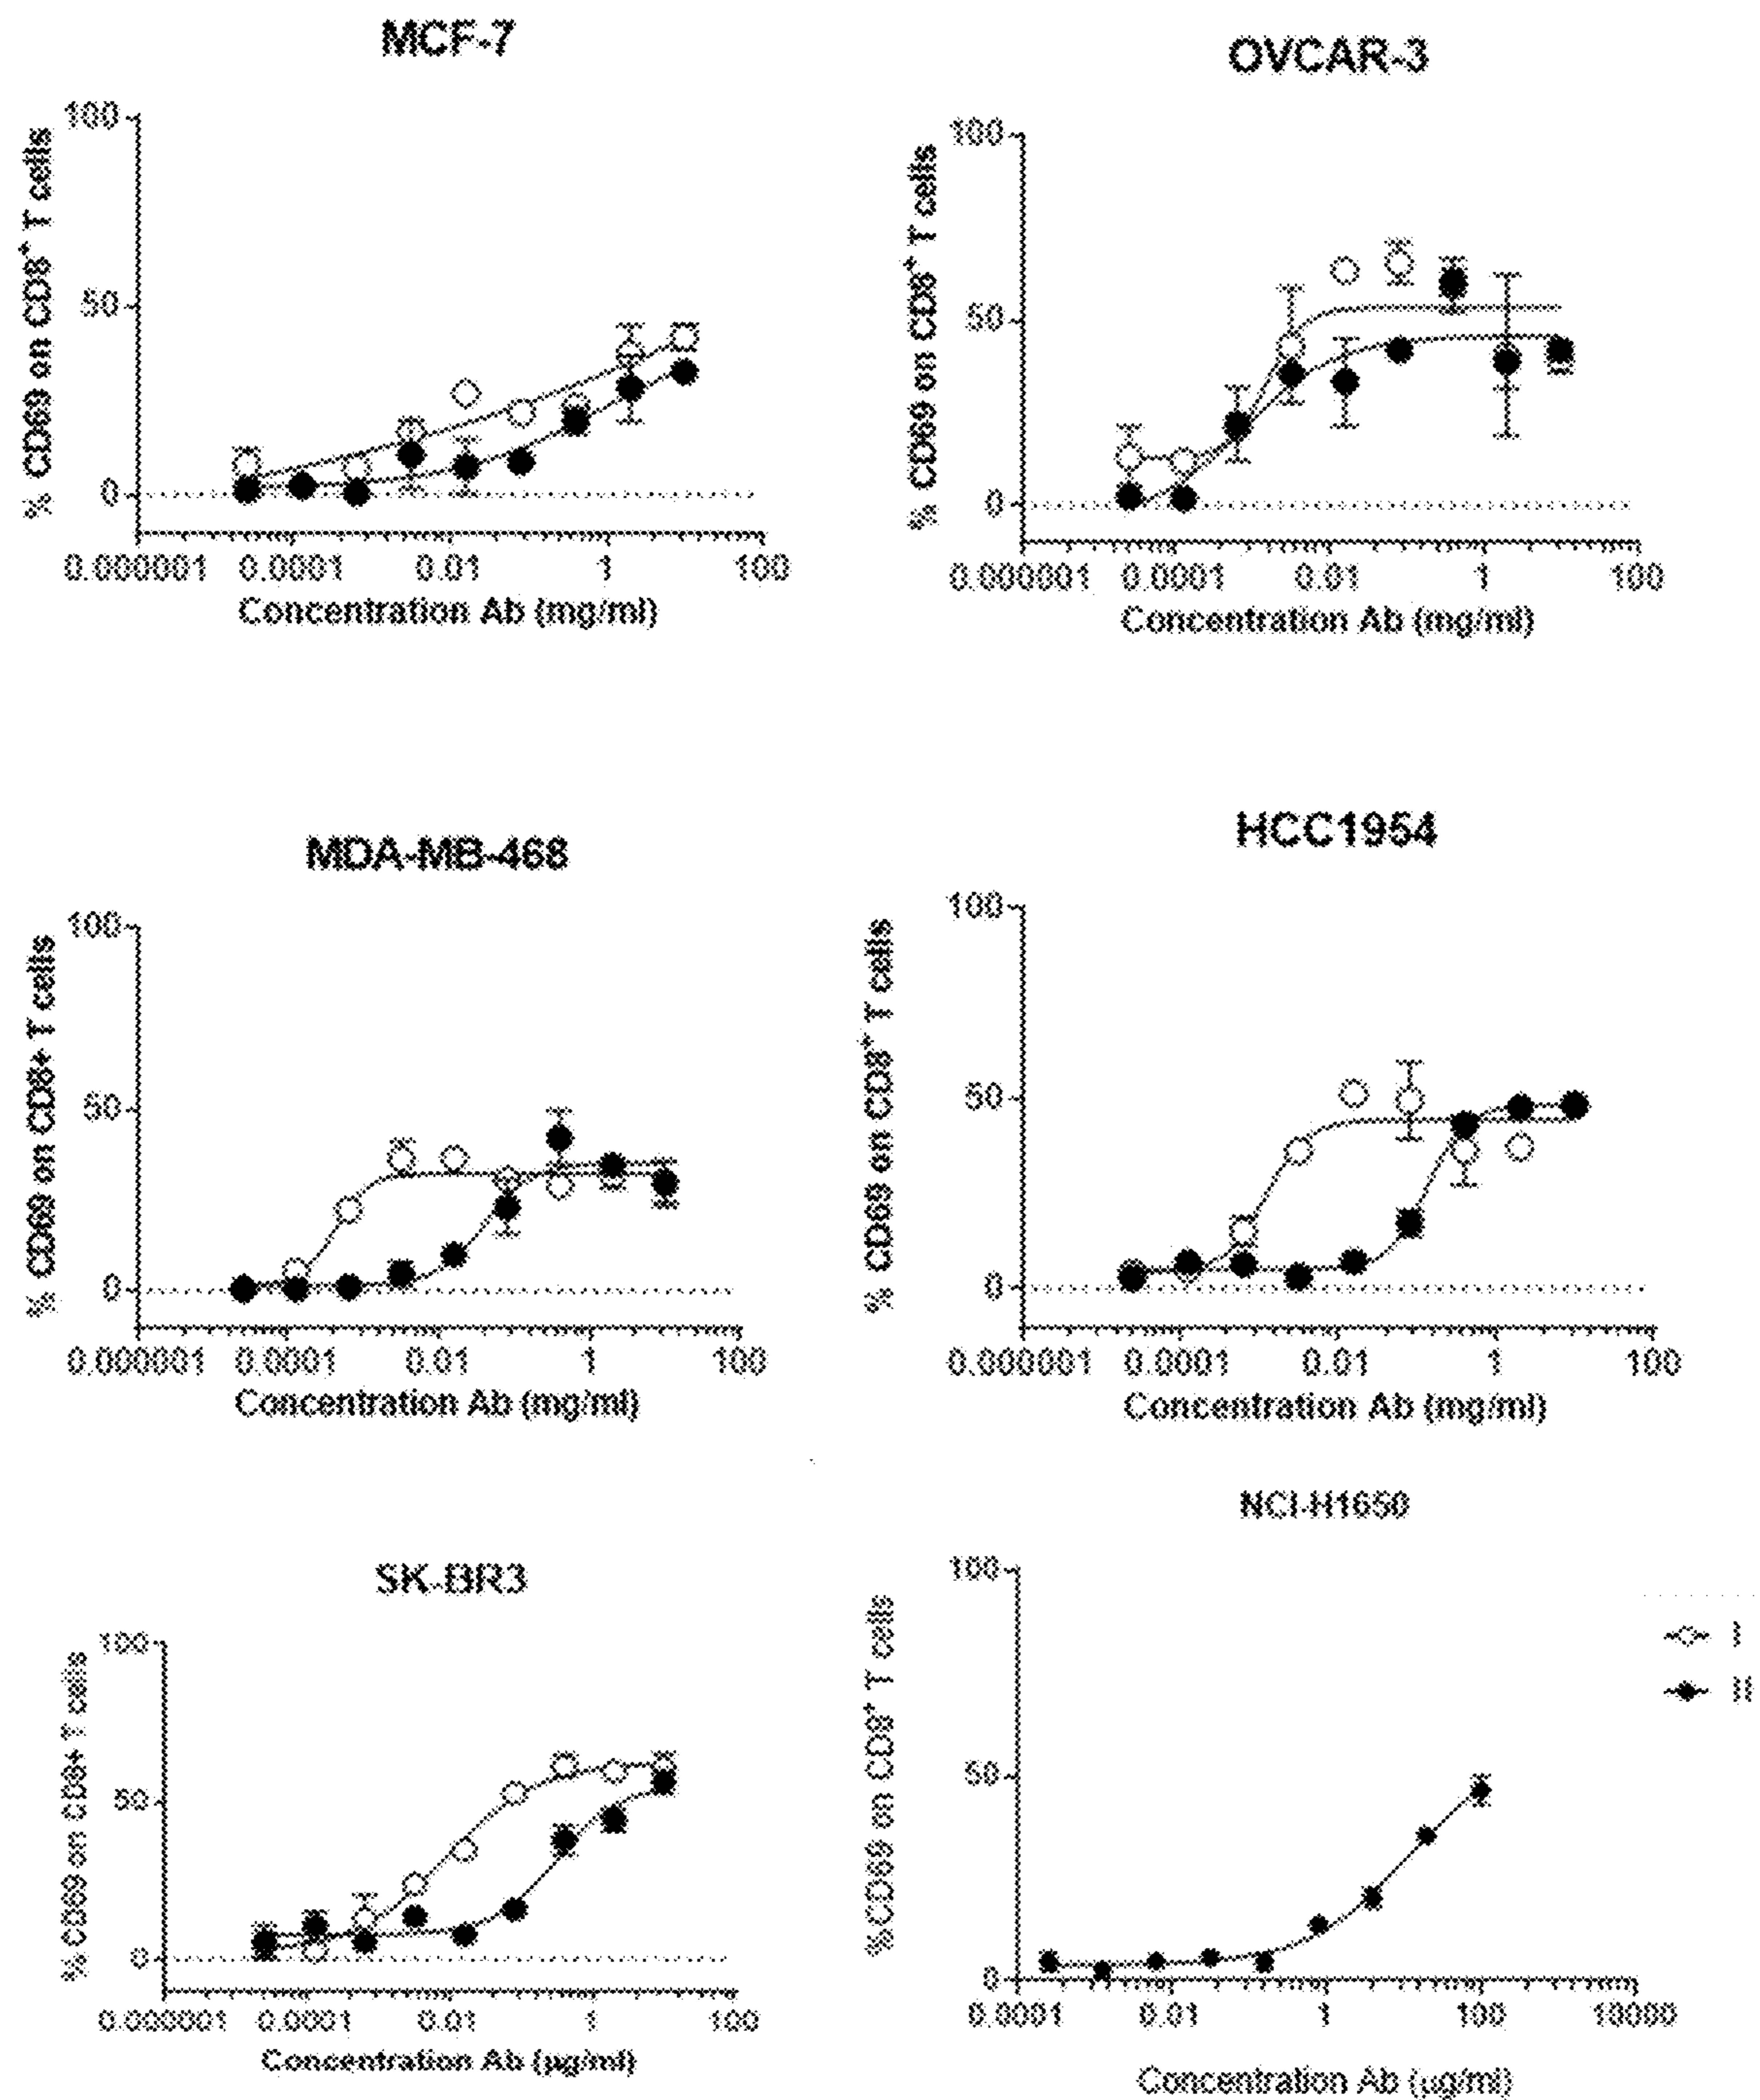 MCF-7
% CD69 on CD8+ T cells
100
50
0
0.000001 0.0001 0.01 1 100
Concentration Ab (mg/ml)
OVCAR-3
% CD69 on CD8+ T cells
100
50
0
0.000001 0.0001 0.01 1 100
Concentration Ab (mg/ml)
MDA-MB-468
% CD69 on CD8+ T cells
100
50
0
0.000001 0.0001 0.01 1 100
Concentration Ab (mg/ml)
HCC1954
% CD69 on CD8+ T cells
100
50
0
0.000001 0.0001 0.01 1 100
Concentration Ab (mg/ml)
SK-BR3
% CD69 on CD8+ T cells
100
50
0
0.000001 0.0001 0.01 1 100
Concentration Ab (µg/ml)
NCI-H1650
%CD69 on CD8+ T cells
100
50
0
0.0001 0.01 1 100 10000
Concentration Ab (µg/ml)
I
II